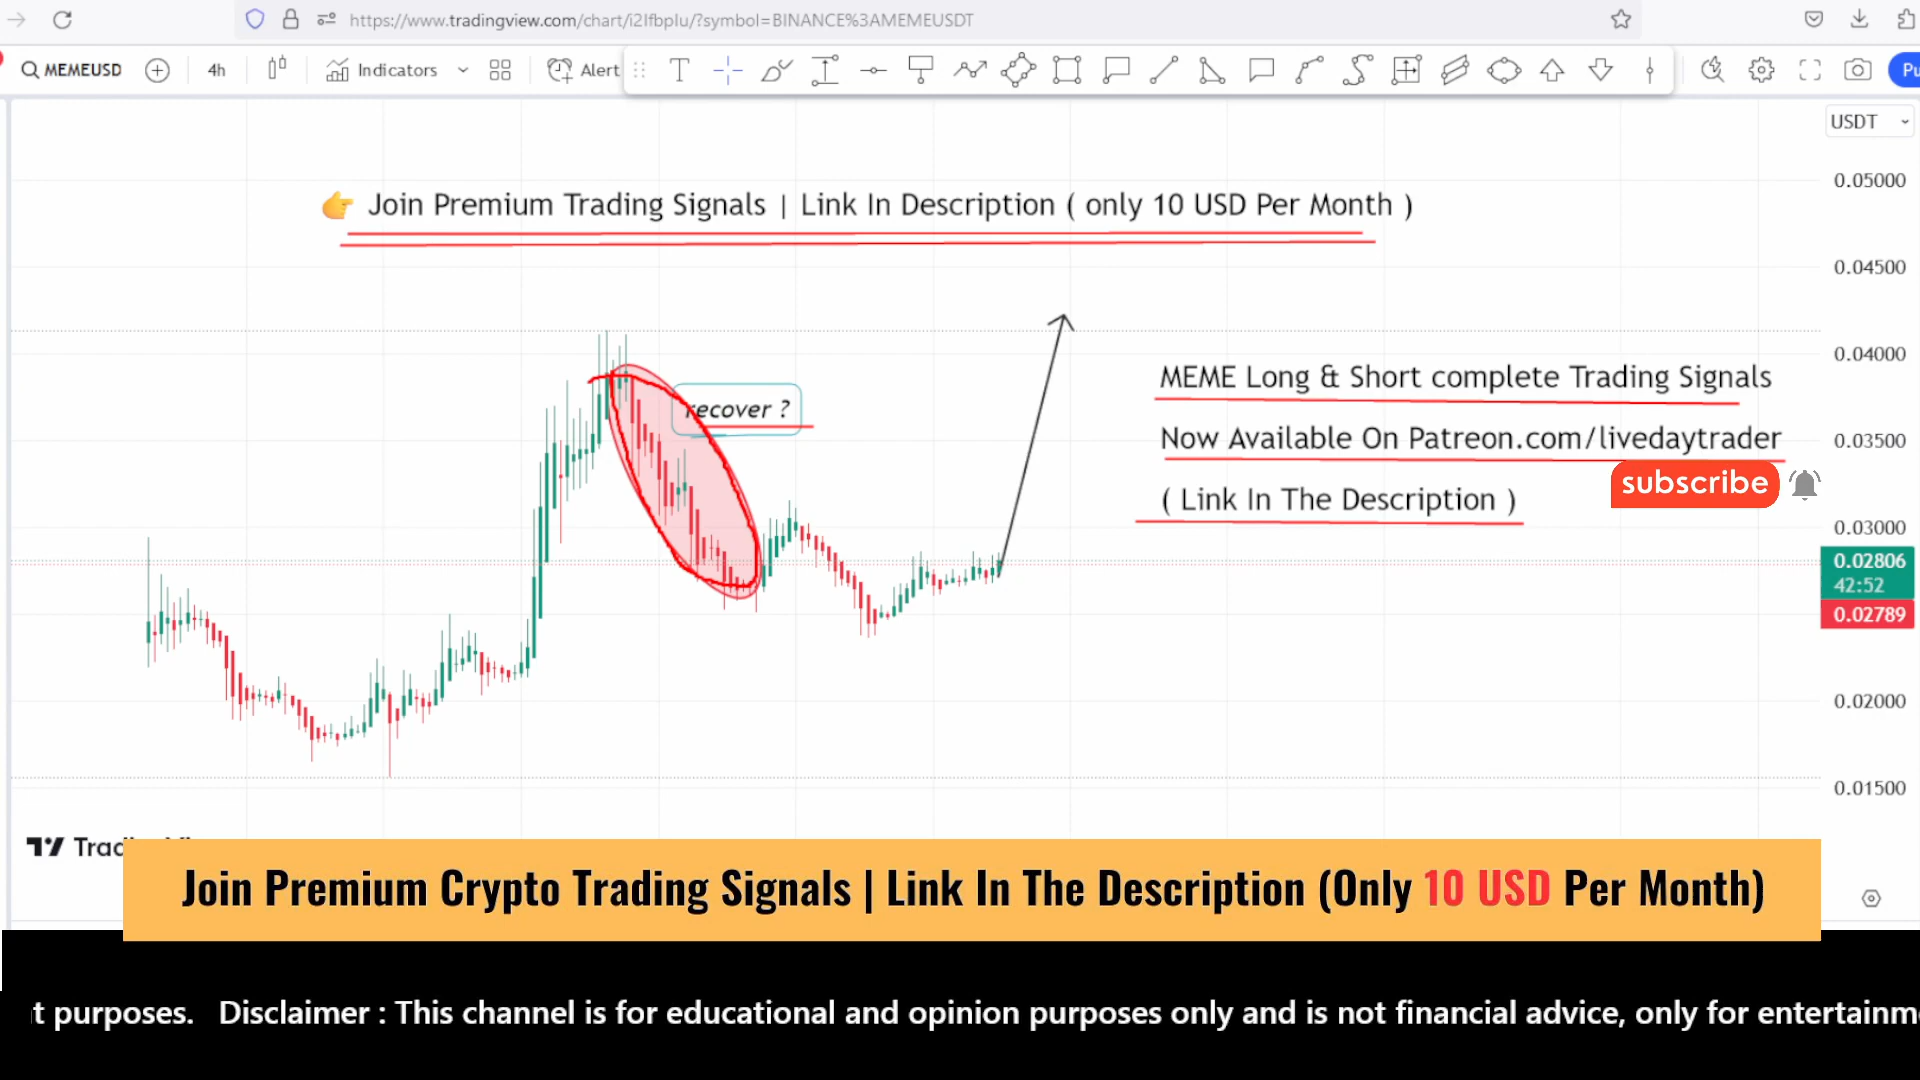 https://www.tradingview.com/chart/i2lfbplu/?symbol=BINANCE%3AMEMEUSDT
MEMEUSD 4h Indicators Alert
USDT
0.05000
👉 Join Premium Trading Signals | Link In Description ( only 10 USD Per Month )
0.04500
0.04000
MEME Long & Short complete Trading Signals
recover ?
Now Available On Patreon.com/livedaytrader
0.03500
subscribe
( Link In The Description )
0.03000
0.02806
42:52
0.02789
0.02000
0.01500
Join Premium Crypto Trading Signals | Link In The Description (Only 10 USD Per Month)
t purposes. Disclaimer : This channel is for educational and opinion purposes only and is not financial advice, only for entertainm